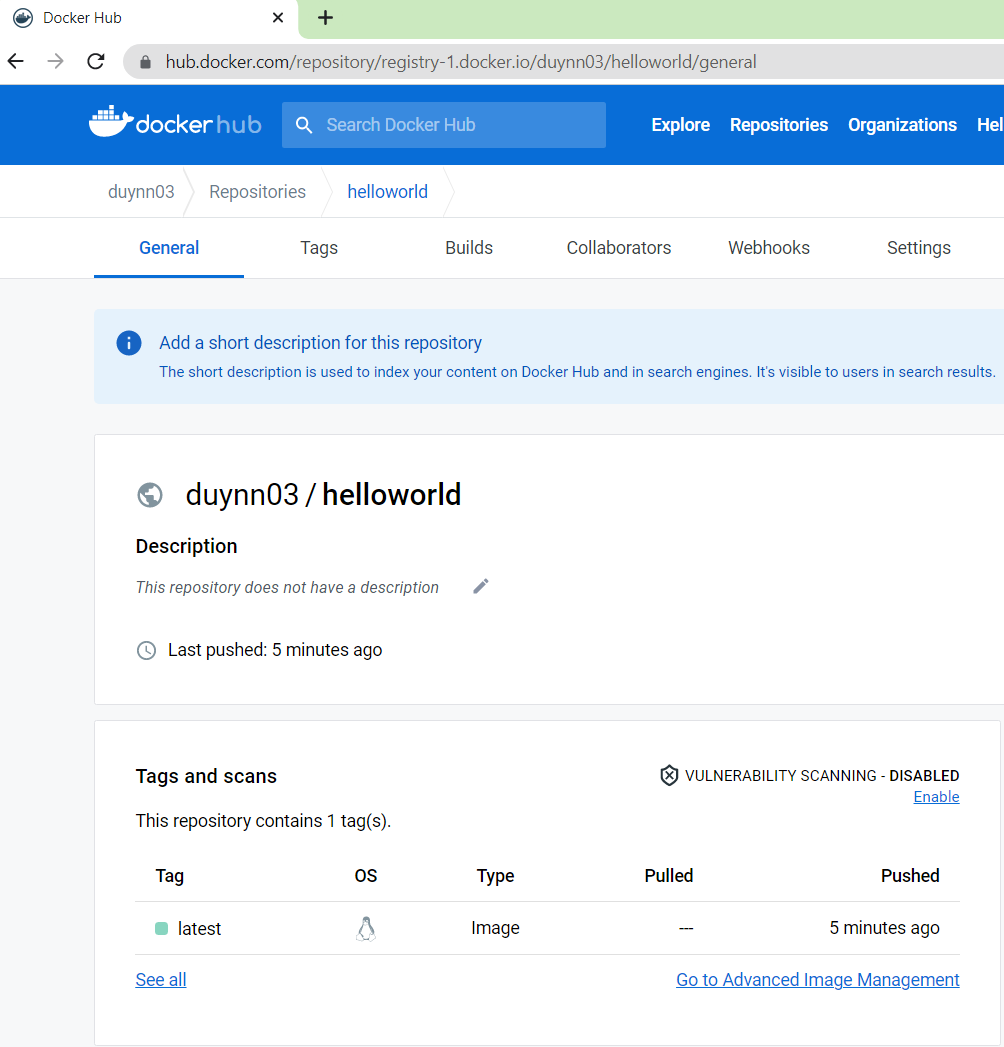 Docker Hub
hub.docker.com/repository/registry-1.docker.io/duynn03/helloworld/general
docker hub Search Docker Hub Explore Repositories Organizations Hel
duynn03 Repositories helloworld
General Tags Builds Collaborators Webhooks Settings
Add a short description for this repository
The short description is used to index your content on Docker Hub and in search engines. It's visible to users in search results.
duynn03 / helloworld
Description
This repository does not have a description
Last pushed: 5 minutes ago
Tags and scans
VULNERABILITY SCANNING - DISABLED
Enable
This repository contains 1 tag(s).
Tag OS Type Pulled Pushed
latest Image --- 5 minutes ago
See all Go to Advanced Image Management